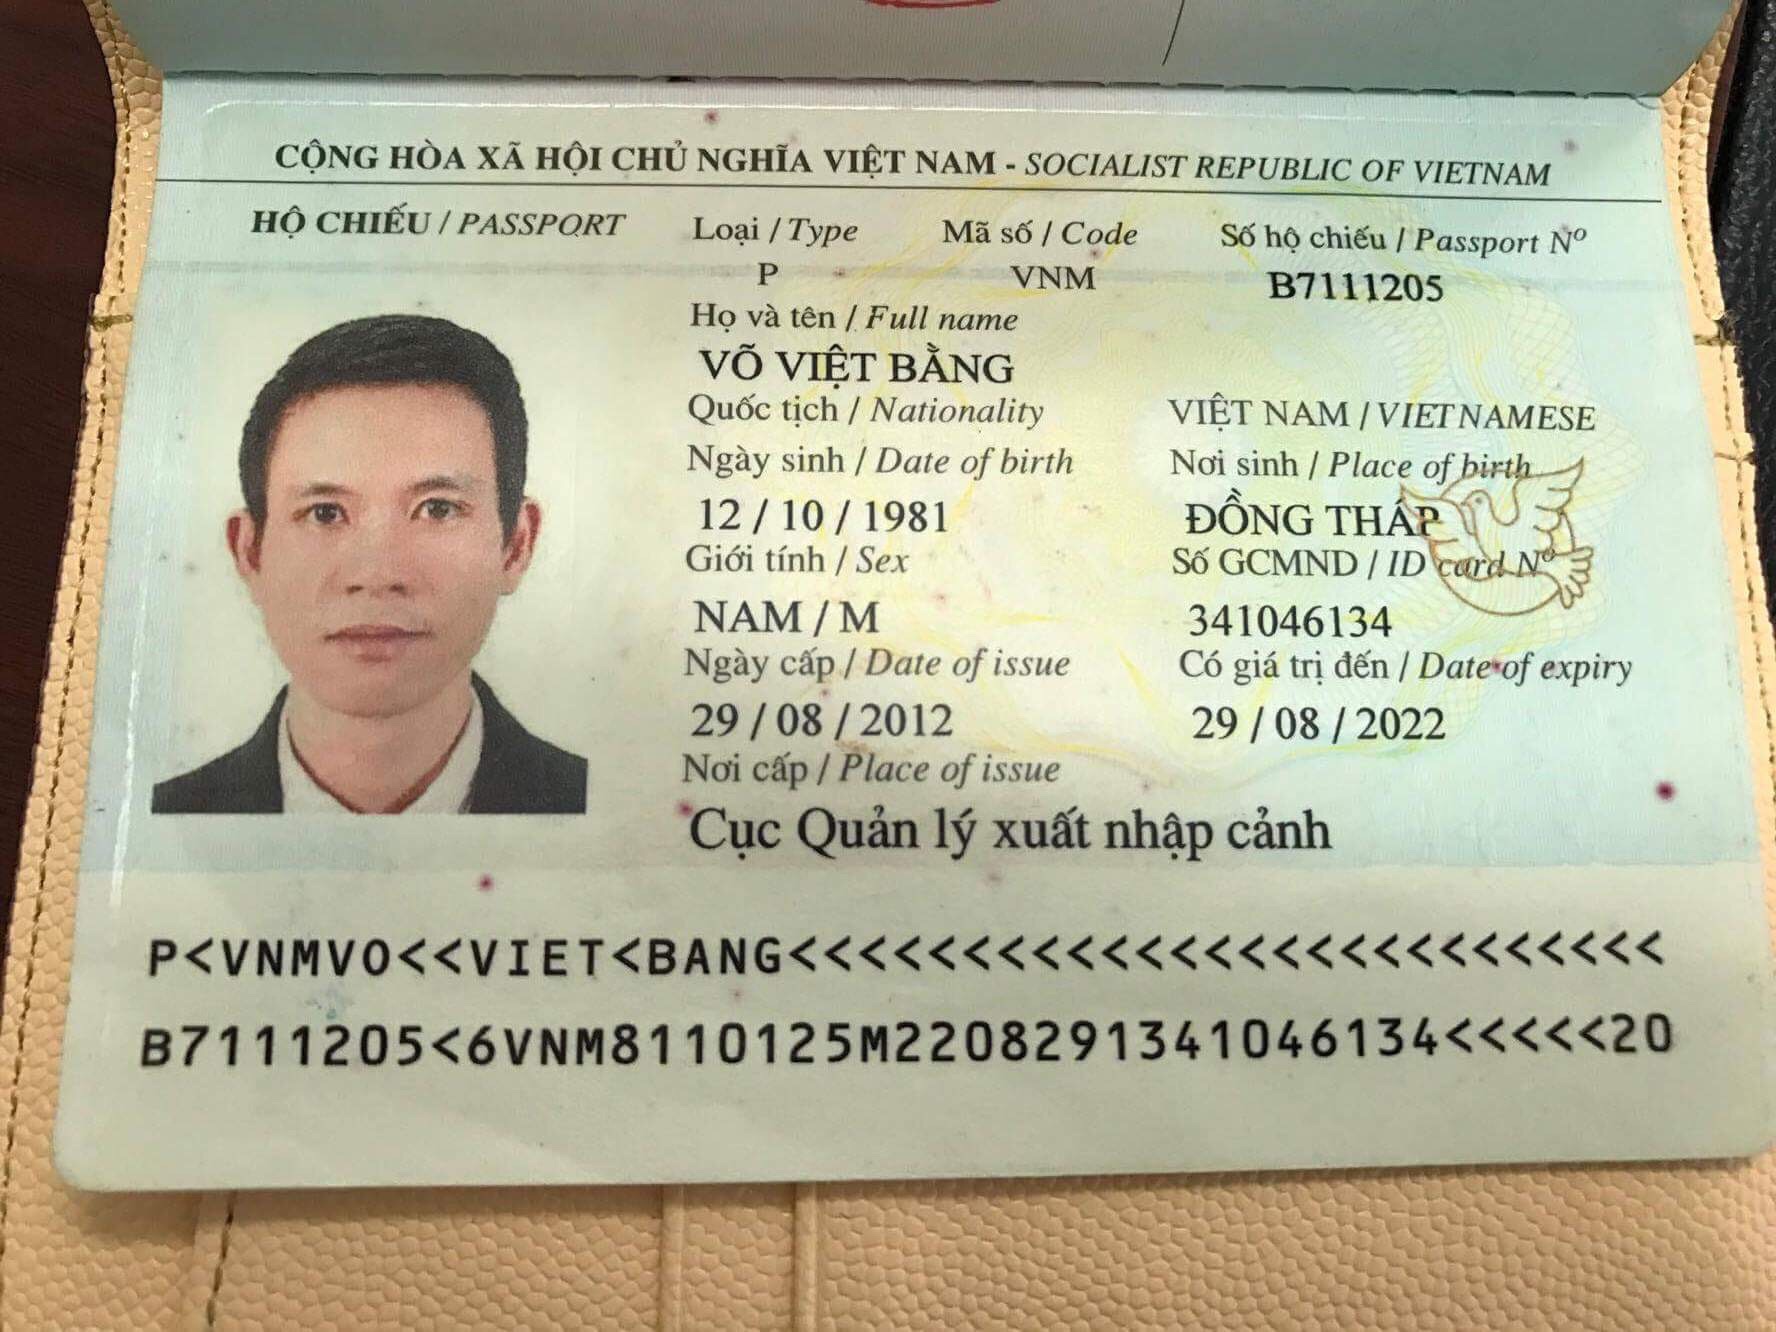 CỘNG HÒA XÃ HỘI CHỦ NGHĨA VIỆT NAM - SOCIALIST REPUBLIC OF VIETNAM
HỘ CHIẾU / PASSPORT Loại / Type Mã số / Code Số hộ chiếu / Passport Nº
P VNM B7111205
Họ và tên / Full name
VÕ VIỆT BẰNG
Quốc tịch / Nationality VIỆT NAM / VIETNAMESE
Ngày sinh / Date of birth Nơi sinh / Place of birth
12 / 10 / 1981 ĐỒNG THÁP
Giới tính / Sex Số GCMND / ID card Nº
NAM / M 341046134
Ngày cấp / Date of issue Có giá trị đến / Date of expiry
29 / 08 / 2012 29 / 08 / 2022
Nơi cấp / Place of issue
Cục Quản lý xuất nhập cảnh
P<VNMVO<<VIET<BANG<<<<<<<<<<<<<<<<<<<<<<<<<<
B7111205<6VNM8110125M2208291341046134<<<<<20